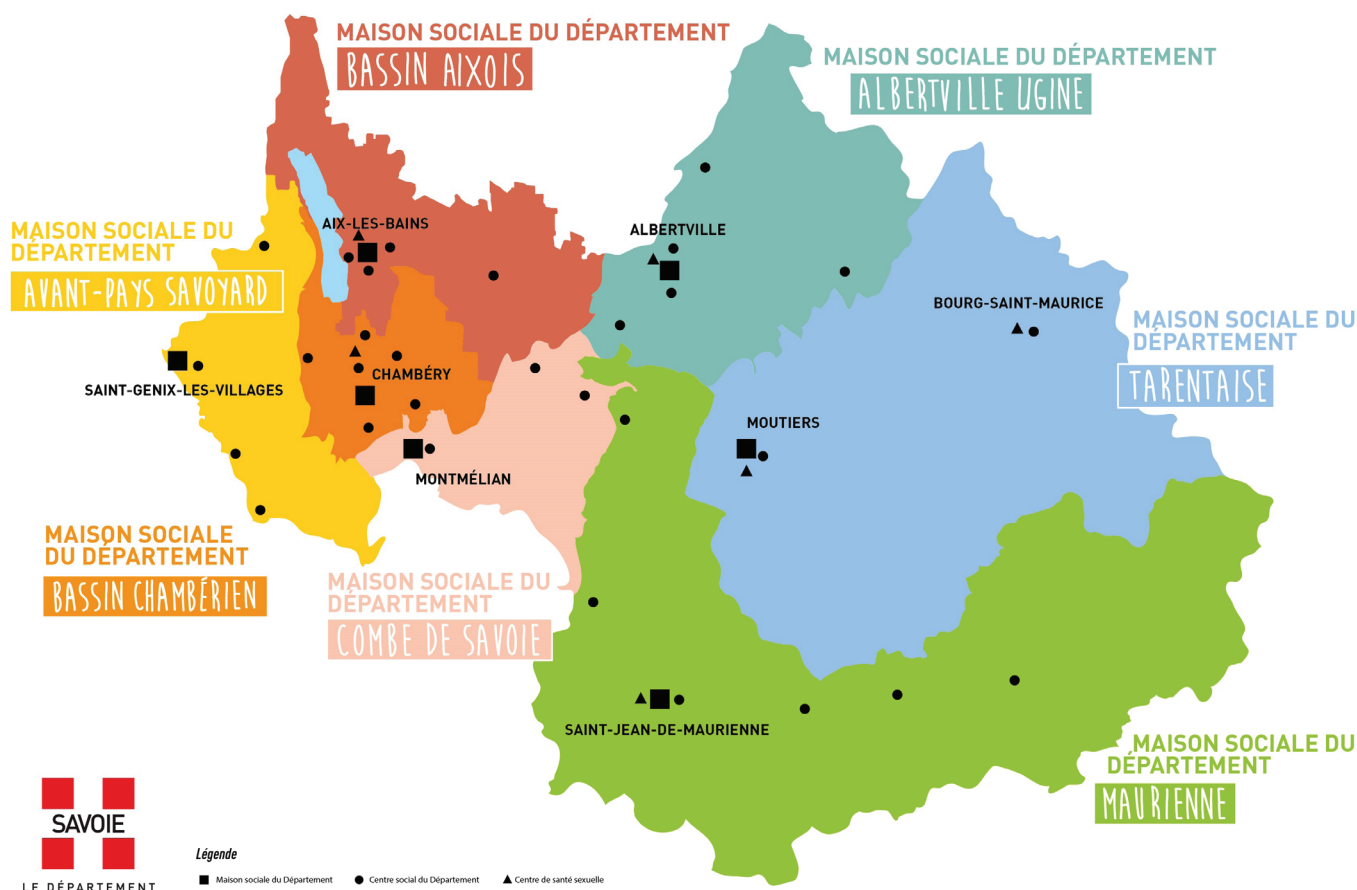 MAISON SOCIALE DU DÉPARTEMENT
BASSIN AIXOIS
MAISON SOCIALE DU DÉPARTEMENT
ALBERTVILLE UGINE
MAISON SOCIALE DU
DÉPARTEMENT
AVANT-PAYS SAVOYARD
AIX-LES-BAINS
ALBERTVILLE
BOURG-SAINT-MAURICE
MAISON SOCIALE DU
DÉPARTEMENT
TARENTAISE
SAINT-GENIX-LES-VILLAGES
CHAMBÉRY
MOUTIERS
MONTMÉLIAN
MAISON SOCIALE
DU DÉPARTEMENT
BASSIN CHAMBÉRIEN
MAISON SOCIALE DU
DÉPARTEMENT
COMBE DE SAVOIE
SAINT-JEAN-DE-MAURIENNE
MAISON SOCIALE DU
DÉPARTEMENT
MAURIENNE
SAVOIE
LE DÉPARTEMENT
Légende
Maison sociale du Département
Centre social du Département
Centre de santé sexuelle